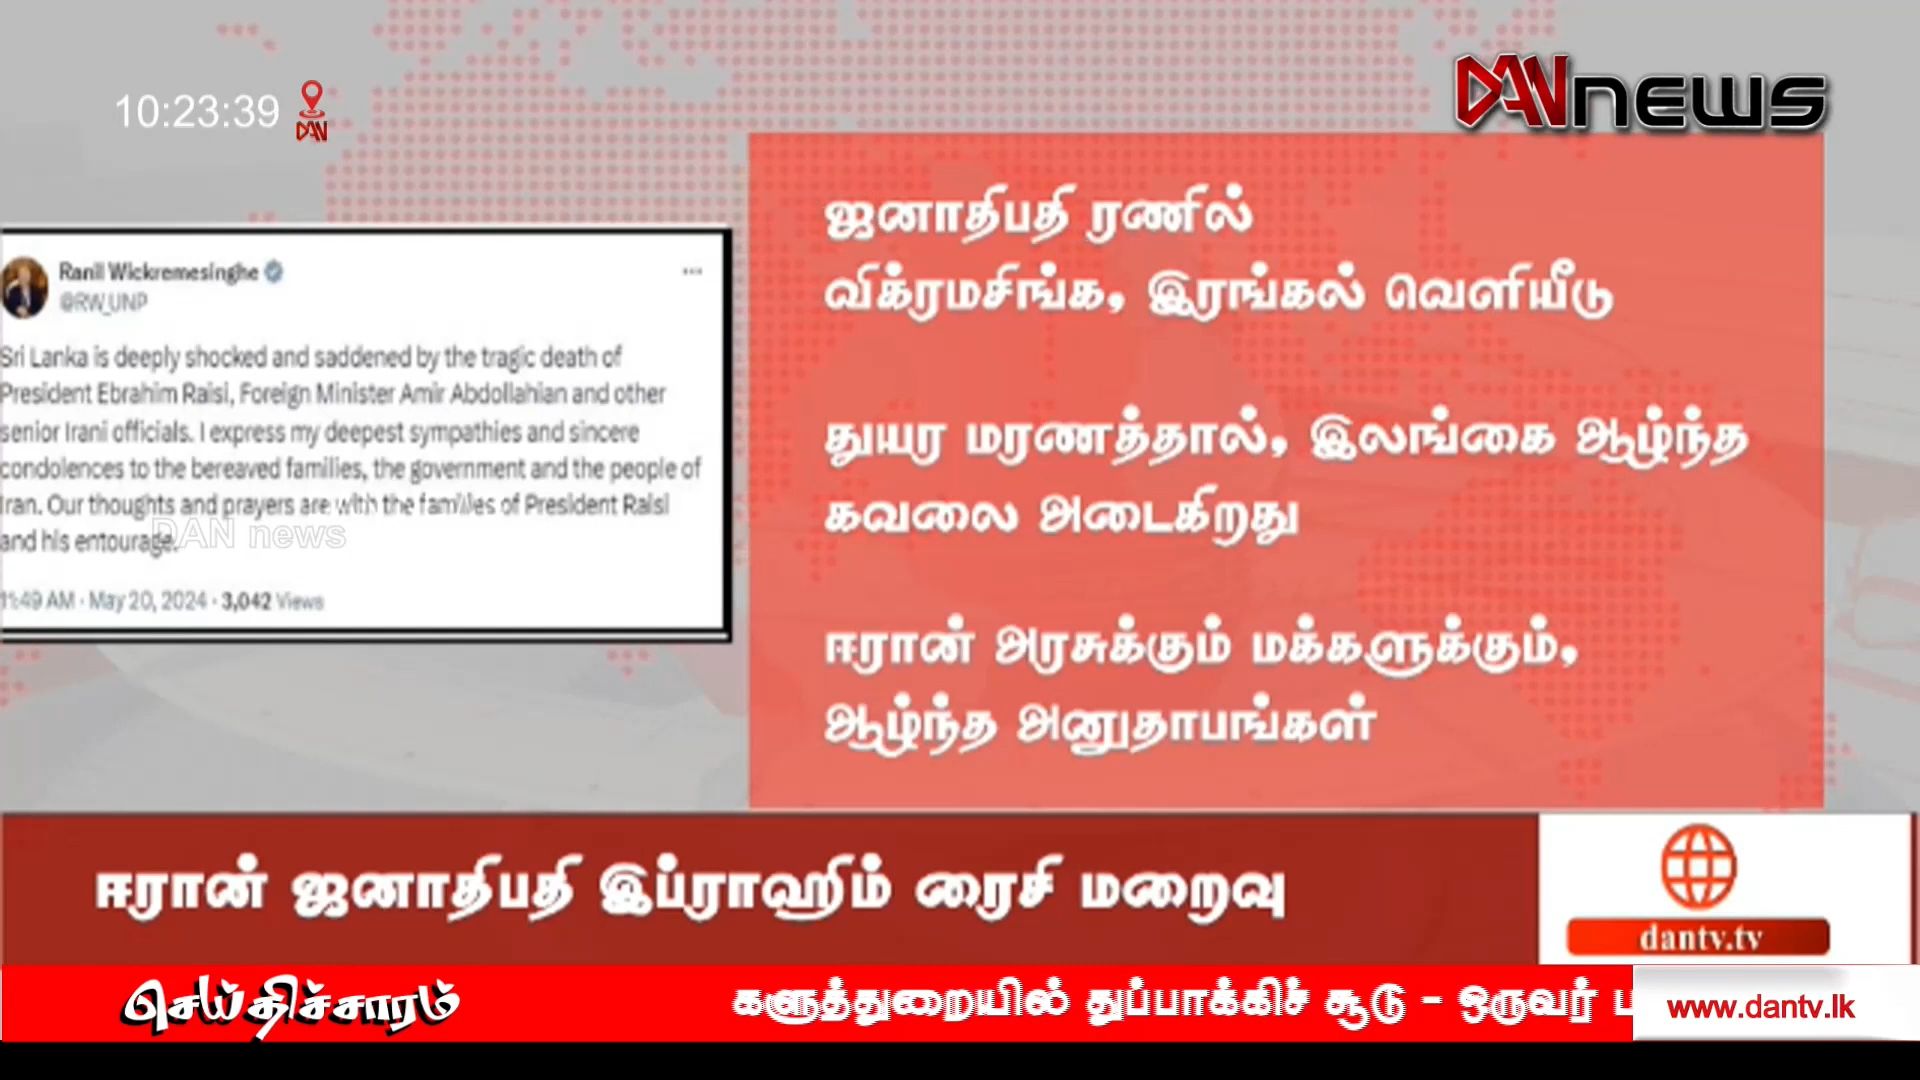 10:23:39
DAN
DAN news
Ranil Wickremesinghe
@RW_UNP
Sri Lanka is deeply shocked and saddened by the tragic death of
President Ebrahim Raisi, Foreign Minister Amir Abdollahian and other
senior Irani officials. I express my deepest sympathies and sincere
condolences to the bereaved families, the government and the people of
Iran. Our thoughts and prayers are with the families of President Raisi
and his entourage.
DAN news
11:49 AM · May 20, 2024 · 3,042 Views
ஜனாதிபதி ரணில்
விக்ரமசிங்க, இரங்கல் வெளியீடு
துயர மரணத்தால், இலங்கை ஆழ்ந்த
கவலை அடைகிறது
ஈரான் அரசுக்கும் மக்களுக்கும்,
ஆழ்ந்த அனுதாபங்கள்
ஈரான் ஜனாதிபதி இப்ராஹிம் ரைசி மறைவு
dantv.tv
செய்திச்சாரம்
களுத்துறையில் துப்பாக்கிச் சூடு - ஒருவர் ப
www.dantv.lk